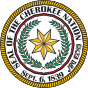 SEAL OF THE CHEROKEE NATION
SEPT. 6, 1839